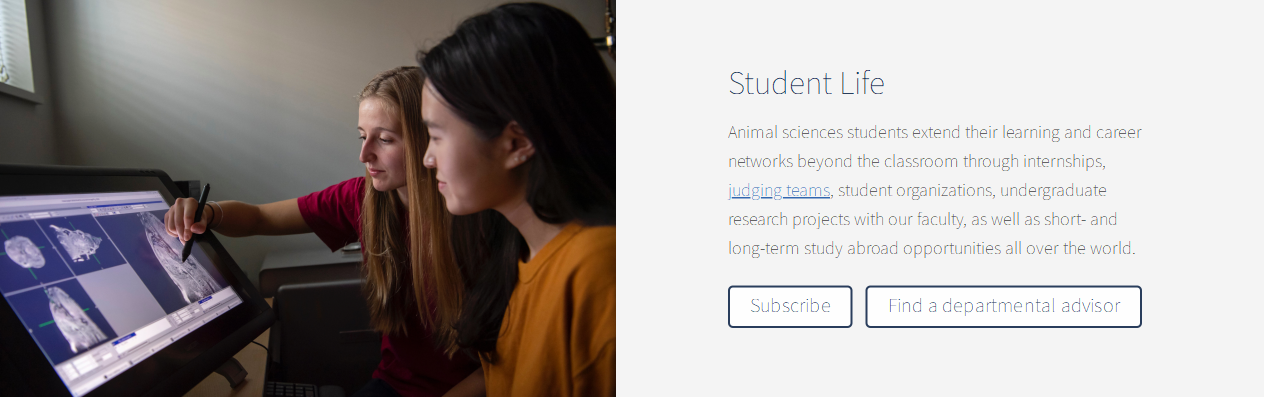 Student Life
Animal sciences students extend their learning and career
networks beyond the classroom through internships,
judging teams, student organizations, undergraduate
research projects with our faculty, as well as short- and
long-term study abroad opportunities all over the world.
Subscribe
Find a departmental advisor